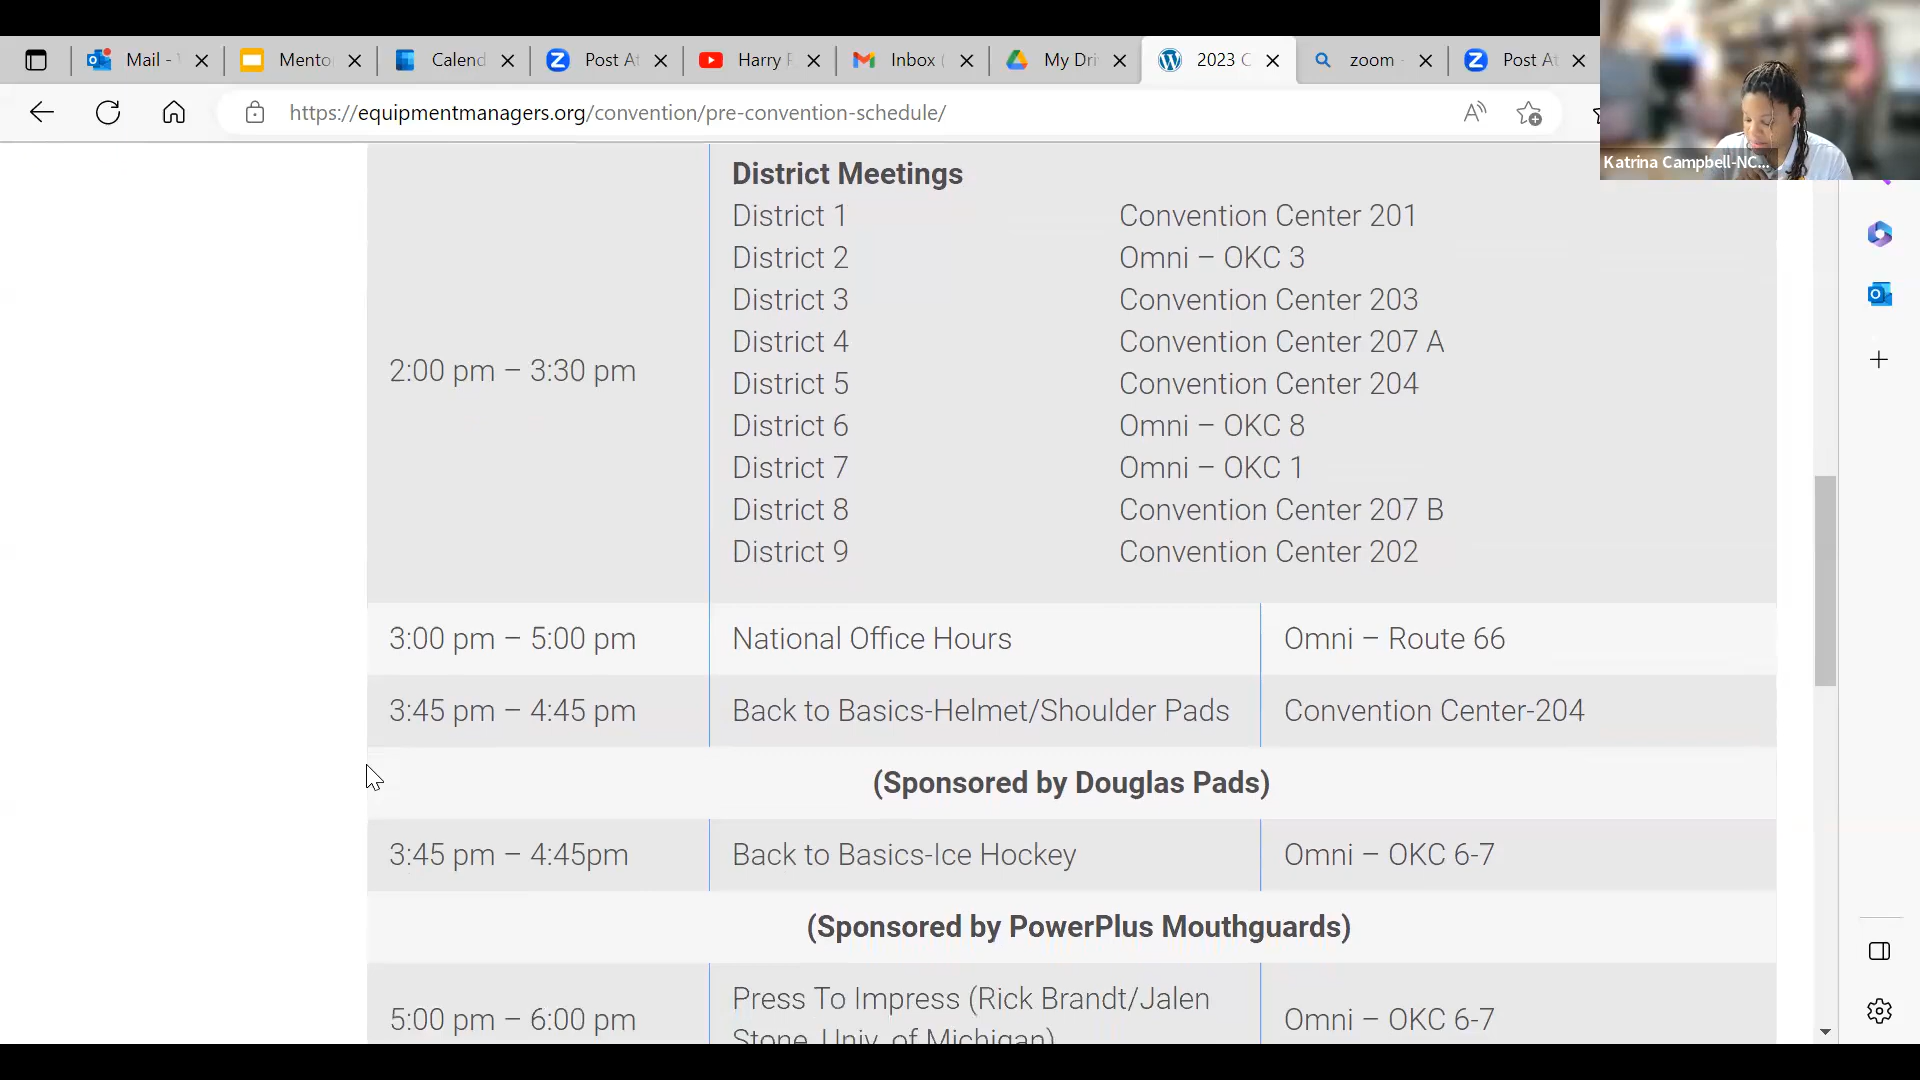 Mail -
Mento
Calend
Post At
Harry
Inbox (
My Dri
2023 C
zoom -
Post At
https://equipmentmanagers.org/convention/pre-convention-schedule/
Katrina Campbell-NC...
District Meetings
District 1 Convention Center 201
District 2 Omni – OKC 3
District 3 Convention Center 203
District 4 Convention Center 207 A
2:00 pm – 3:30 pm
District 5 Convention Center 204
District 6 Omni – OKC 8
District 7 Omni – OKC 1
District 8 Convention Center 207 B
District 9 Convention Center 202
3:00 pm – 5:00 pm National Office Hours Omni – Route 66
3:45 pm – 4:45 pm Back to Basics-Helmet/Shoulder Pads Convention Center-204
(Sponsored by Douglas Pads)
3:45 pm – 4:45pm Back to Basics-Ice Hockey Omni – OKC 6-7
(Sponsored by PowerPlus Mouthguards)
5:00 pm – 6:00 pm Press To Impress (Rick Brandt/Jalen Omni – OKC 6-7
Stone, Univ. of Michigan)